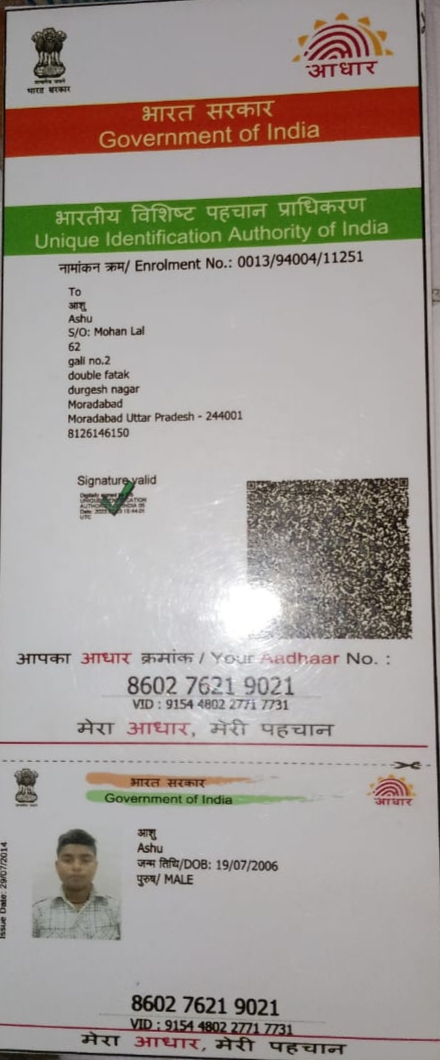 सत्यमेव जयते
भारत सरकार
आधार
भारत सरकार
Government of India
भारतीय विशिष्ट पहचान प्राधिकरण
Unique Identification Authority of India
नामांकन क्रम/ Enrolment No.: 0013/94004/11251
To
आशु
Ashu
S/O: Mohan Lal
62
gali no.2
double fatak
durgesh nagar
Moradabad
Moradabad Uttar Pradesh - 244001
8126146150
Signature valid
आपका आधार क्रमांक / Your Aadhaar No. :
8602 7621 9021
VID : 9154 4802 2771 7731
मेरा आधार, मेरी पहचान
भारत सरकार
Government of India
आधार
Issue Date: 29/07/2014
आशु
Ashu
जन्म तिथि/DOB: 19/07/2006
पुरुष/ MALE
8602 7621 9021
VID : 9154 4802 2771 7731
मेरा आधार, मेरी पहचान